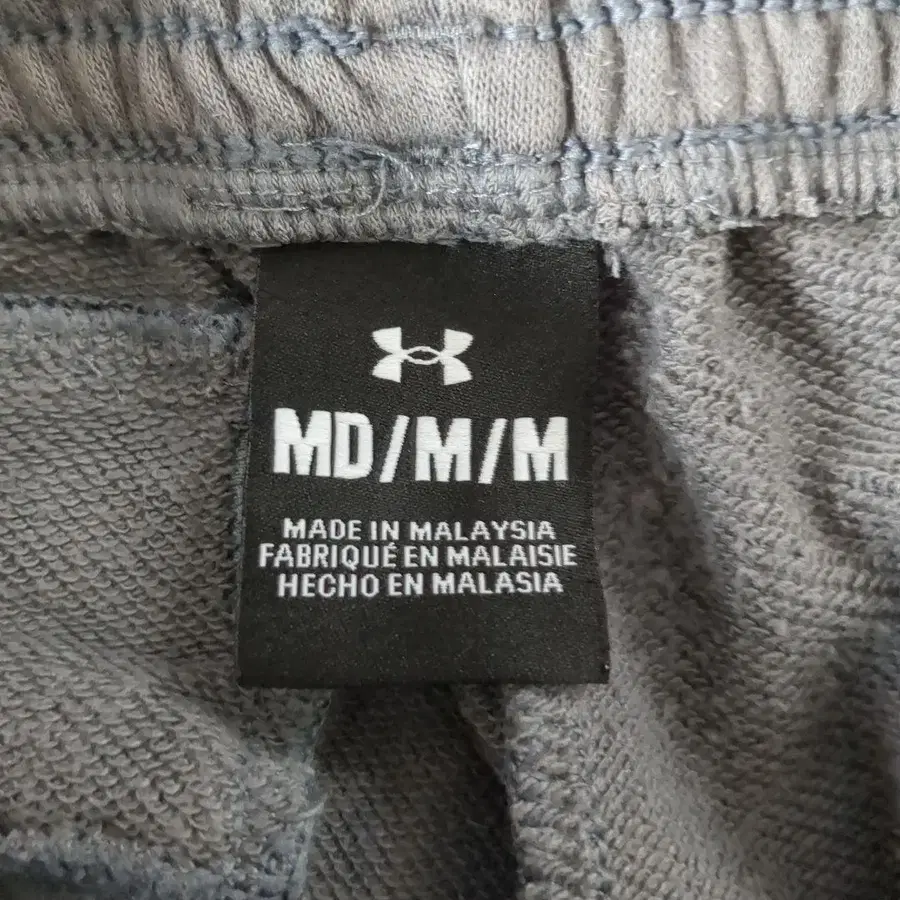 MD/M/M
MADE IN MALAYSIA
FABRIQUÉ EN MALAISIE
HECHO EN MALASIA